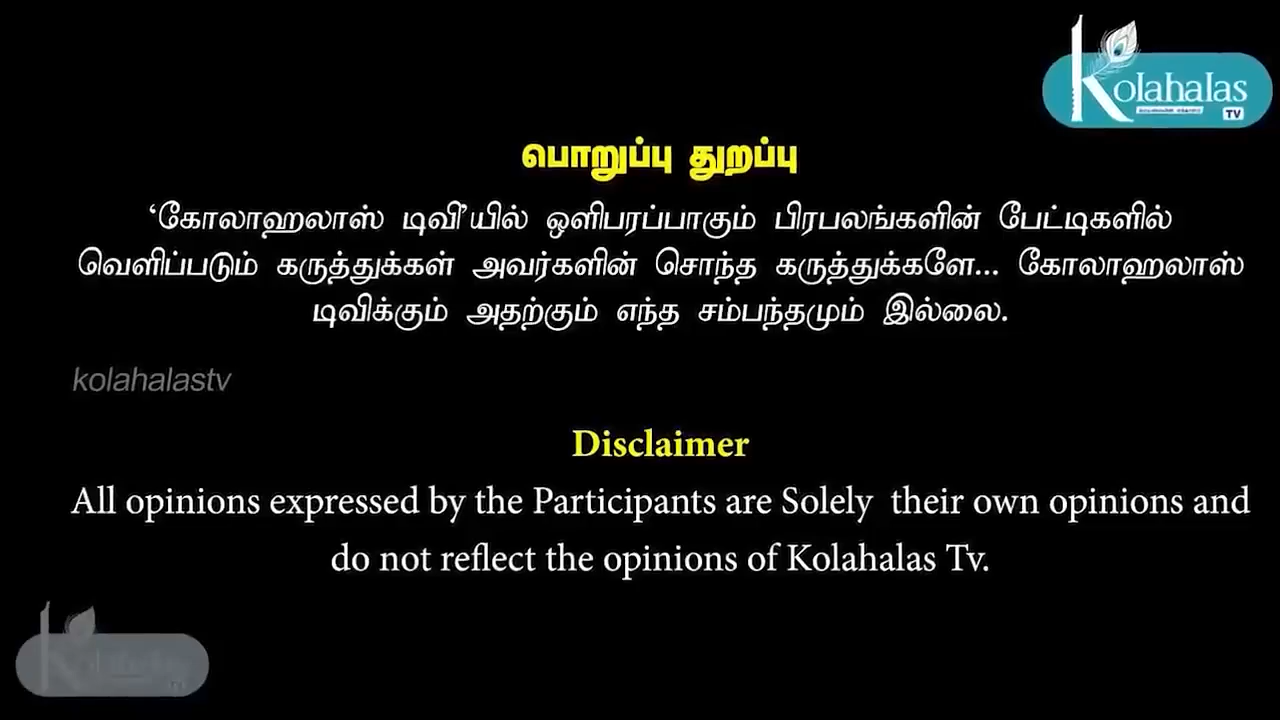 Kolahalas
TV
பொறுப்பு துறப்பு
‘கோலாஹலாஸ் டிவி’யில் ஒளிபரப்பாகும் பிரபலங்களின் பேட்டிகளில்
வெளிப்படும் கருத்துக்கள் அவர்களின் சொந்த கருத்துக்களே... கோலாஹலாஸ்
டிவிக்கும் அதற்கும் எந்த சம்பந்தமும் இல்லை.
kolahalastv
Disclaimer
All opinions expressed by the Participants are Solely their own opinions and
do not reflect the opinions of Kolahalas Tv.